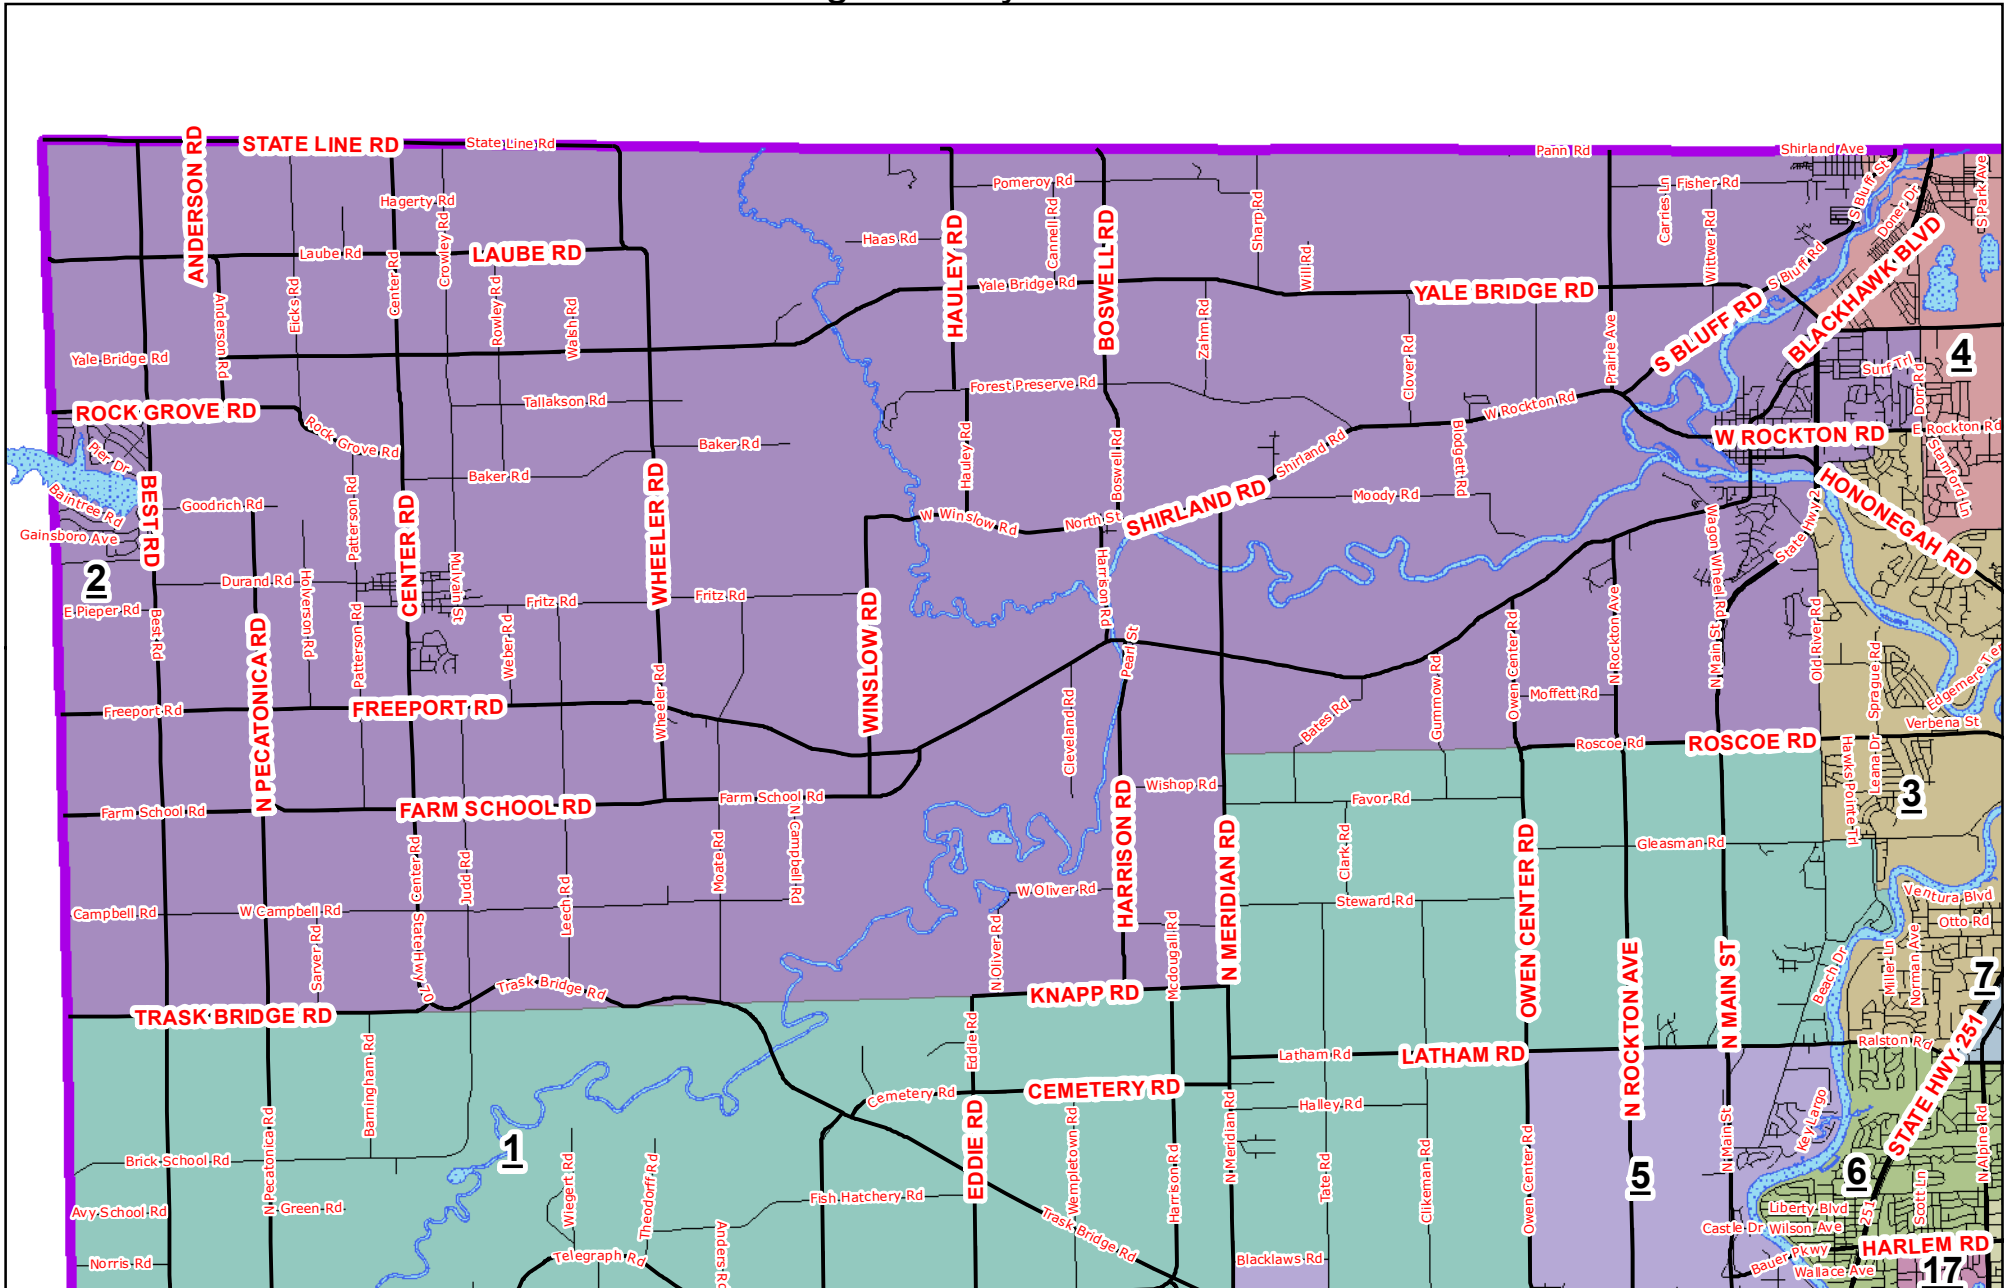 STATE LINE RD
State Line Rd
Pann Rd
Shirland Ave
ANDERSON RD
Hagerty Rd
Crowley Rd
Pomeroy Rd
Cannell Rd
Sharp Rd
Carries Ln
Fisher Rd
Wittwer Rd
S Bluff St
Doner Dr
S Park Ave
Laube Rd
LAUBE RD
Center Rd
Eicks Rd
Anderson Rd
Rowley Rd
Walsh Rd
Haas Rd
HAULEY RD
BOSWELL RD
Yale Bridge Rd
Will Rd
YALE BRIDGE RD
S Bluff Rd
S BLUFF RD
BLACKHAWK BLVD
Yale Bridge Rd
Zahm Rd
Clover Rd
Prairie Ave
Surf Trl
4
Dorr Rd
ROCK GROVE RD
Rock Grove Rd
Tallakson Rd
Forest Preserve Rd
W Rockton Rd
W ROCKTON RD
E Rockton Rd
Stamford Ln
Pier Dr
Baker Rd
Baker Rd
Hauley Rd
Boswell Rd
Shirland Rd
SHIRLAND RD
Blodgett Rd
Moody Rd
HONONEGAH RD
Baintree Rd
BEST RD
Goodrich Rd
Patterson Rd
CENTER RD
WHEELER RD
W Winslow Rd
North St
Wagon Wheel Rd
State Hwy 2
Gainsboro Ave
2
Durand Rd
Holverson Rd
Mulvain St
Fritz Rd
Fritz Rd
Harrison Rd
E Pieper Rd
Best Rd
N PECATONICA RD
Patterson Rd
Weber Rd
WINSLOW RD
Pearl St
Owen Center Rd
N Rockton Ave
N Main St
Old River Rd
Sprague Rd
Edgemere Ter
Wheeler Rd
Cleveland Rd
Bates Rd
Gummow Rd
Moffett Rd
Freeport Rd
FREEPORT RD
Verbena St
Roscoe Rd
ROSCOE RD
Hawks Pointe Trl
Leana Dr
3
Farm School Rd
FARM SCHOOL RD
Farm School Rd
Wishop Rd
Favor Rd
Clark Rd
Gleasman Rd
Center Rd
Judd Rd
Leech Rd
Moate Rd
N Campbell Rd
HARRISON RD
N MERIDIAN RD
OWEN CENTER RD
W Oliver Rd
Steward Rd
Ventura Blvd
Otto Rd
Campbell Rd
W Campbell Rd
Sarver Rd
State Hwy 70
Trask Bridge Rd
N Oliver Rd
Mcdougall Rd
N ROCKTON AVE
N MAIN ST
Beach Dr
Miller Ln
Norman Ave
7
TRASK BRIDGE RD
KNAPP RD
Barningham Rd
Eddie Rd
Latham Rd
LATHAM RD
Ralston Rd
STATE HWY 251
Cemetery Rd
CEMETERY RD
Halley Rd
Key Largo
N Pecatonica Rd
Brick School Rd
1
Wiegert Rd
Theodorff Rd
EDDIE RD
Wempletown Rd
Harrison Rd
N Meridian Rd
Tate Rd
Clikeman Rd
Owen Center Rd
5
N Main St
6
Scott Ln
N Alpine Rd
Avy School Rd
N Green Rd
Fish Hatchery Rd
Liberty Blvd
251
Castle Dr
Wilson Ave
Norris Rd
Telegraph Rd
Anders Rd
Trask Bridge Rd
Blacklaws Rd
Bauer Pkwy
HARLEM RD
Wallace Ave
17